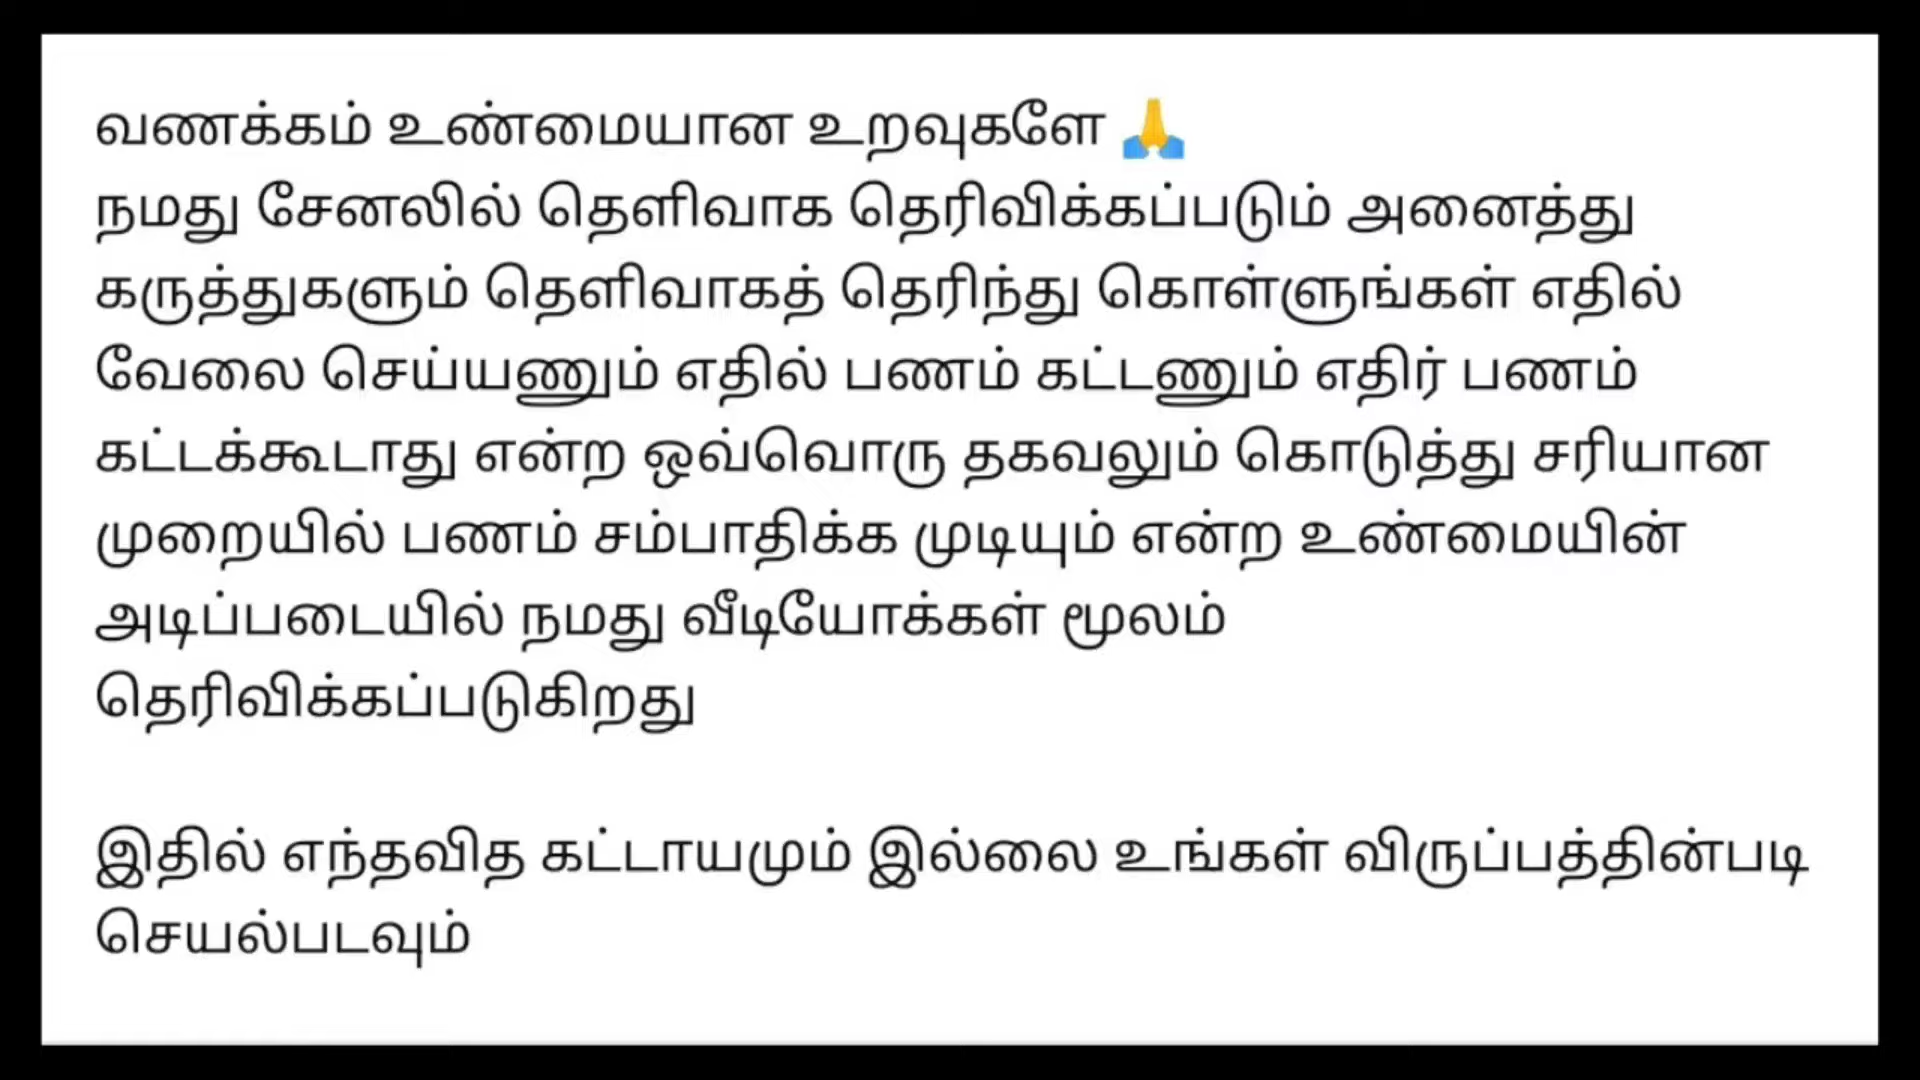 வணக்கம் உண்மையான உறவுகளே 🙏
நமது சேனலில் தெளிவாக தெரிவிக்கப்படும் அனைத்து
கருத்துகளும் தெளிவாகத் தெரிந்து கொள்ளுங்கள் எதில்
வேலை செய்யணும் எதில் பணம் கட்டணும் எதிர் பணம்
கட்டக்கூடாது என்ற ஒவ்வொரு தகவலும் கொடுத்து சரியான
முறையில் பணம் சம்பாதிக்க முடியும் என்ற உண்மையின்
அடிப்படையில் நமது வீடியோக்கள் மூலம்
தெரிவிக்கப்படுகிறது
இதில் எந்தவித கட்டாயமும் இல்லை உங்கள் விருப்பத்தின்படி
செயல்படவும்